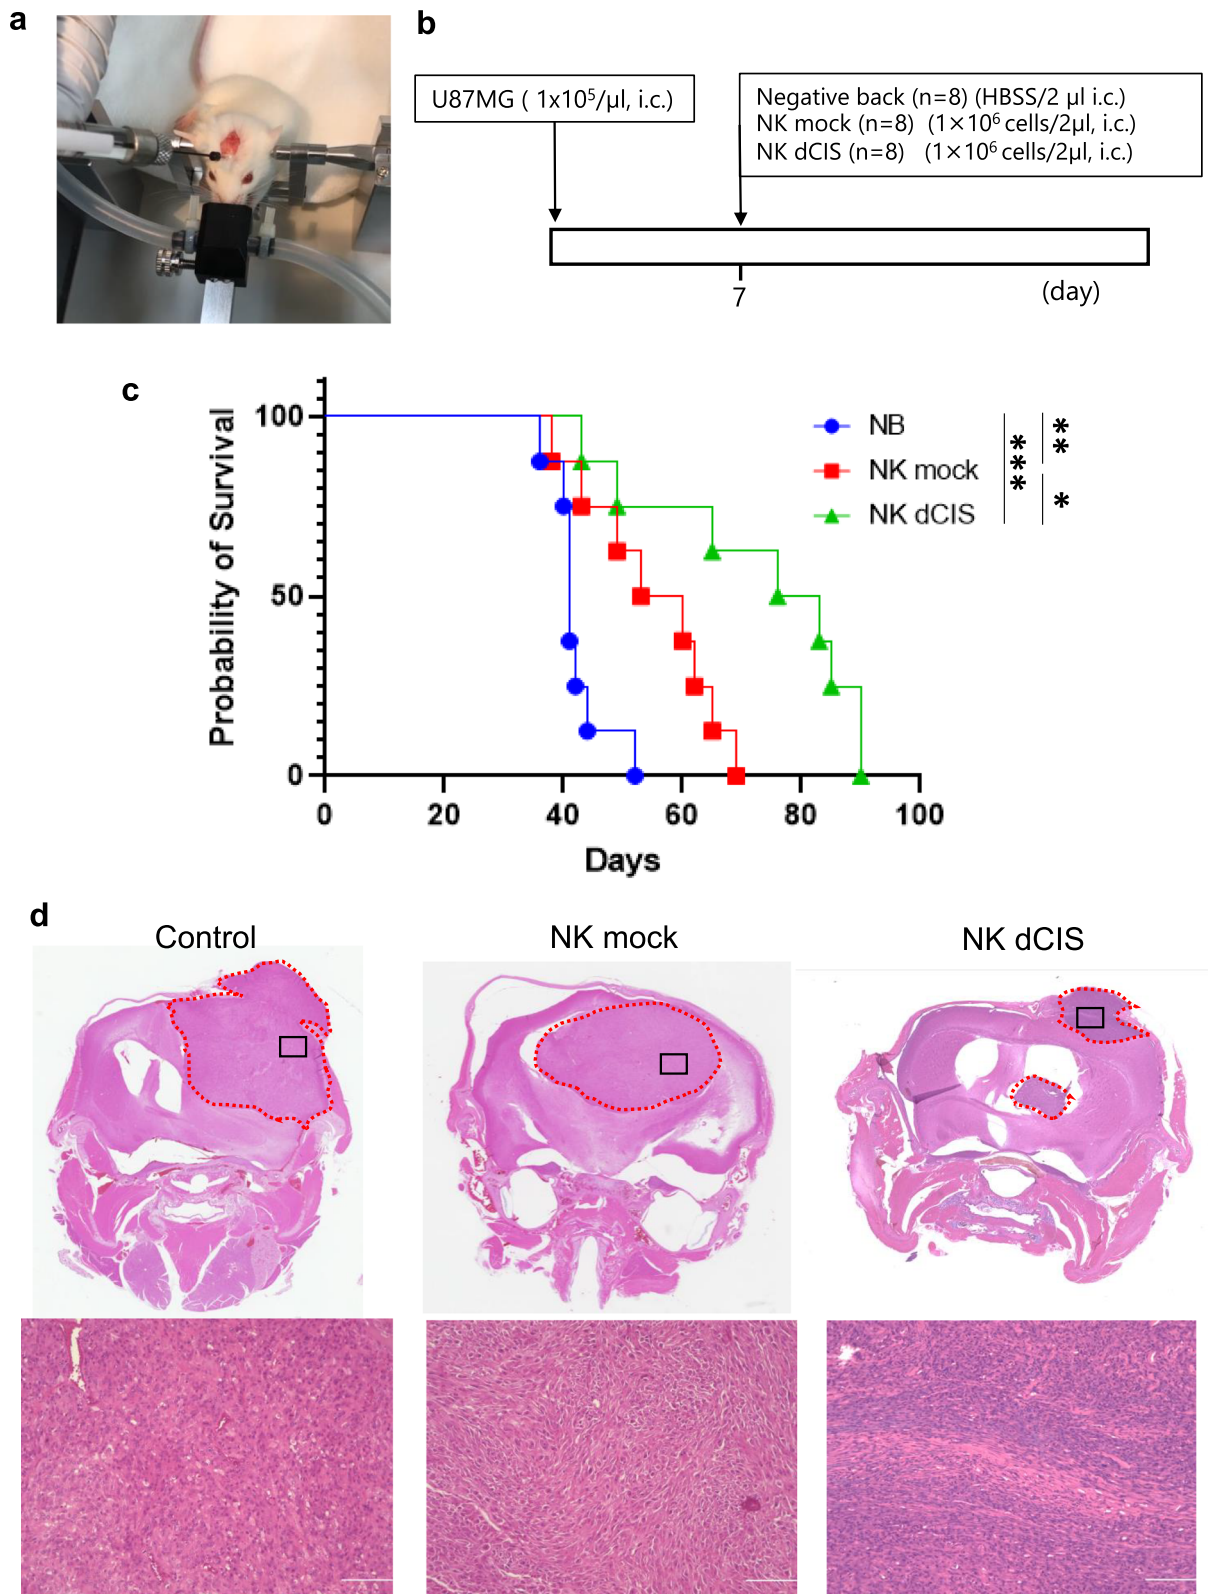 a
b
U87MG ( 1x10⁵/μl, i.c.)
Negative back (n=8) (HBSS/2 μl i.c.)
NK mock (n=8) (1×10⁶ cells/2μl, i.c.)
NK dCIS (n=8) (1×10⁶ cells/2μl, i.c.)
7
(day)
c
Probability of Survival
100
50
0
0 20 40 60 80 100
Days
NB
NK mock
NK dCIS
**
***
*
d
Control
NK mock
NK dCIS